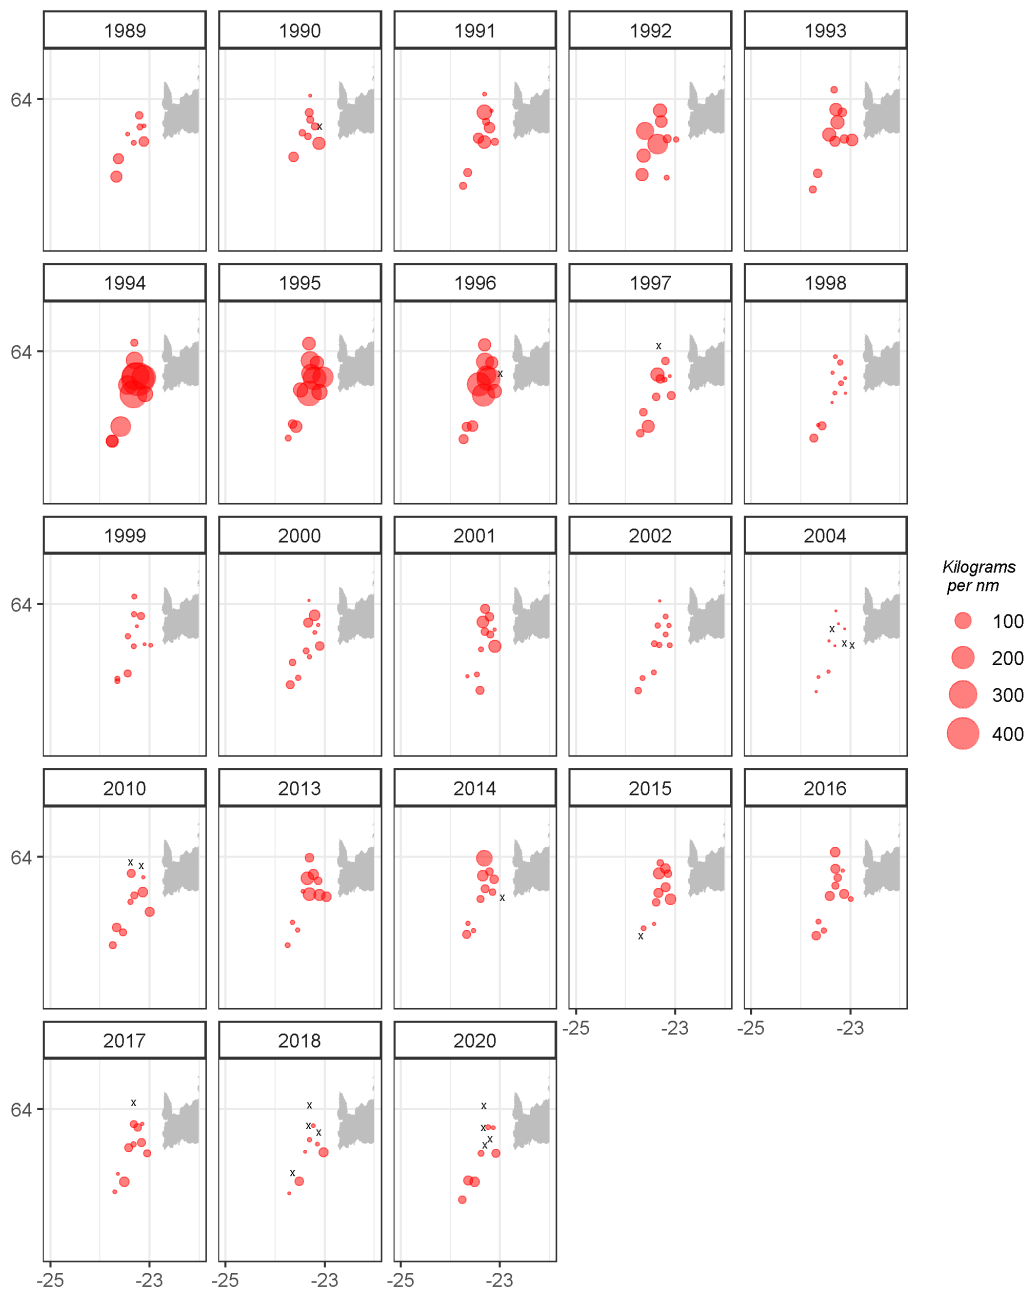 1989 1990 1991 1992 1993
64
x
1994 1995 1996 1997 1998
64
x
x
1999 2000 2001 2002 2004
64
x
x x
Kilograms
per nm
100
200
300
400
2010 2013 2014 2015 2016
64
x x
x
x
-25 -23 -25 -23
2017 2018 2020
64
x x x
x x
x x
x
x
-25 -23 -25 -23 -25 -23